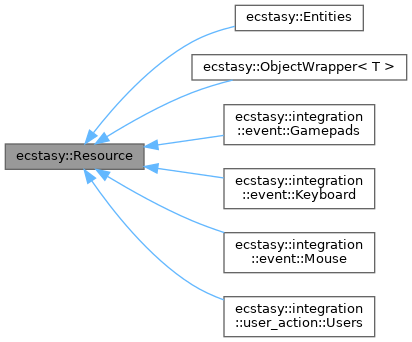 ecstasy::Entities
ecstasy::ObjectWrapper< T >
ecstasy::integration
::event::Gamepads
ecstasy::Resource
ecstasy::integration
::event::Keyboard
ecstasy::integration
::event::Mouse
ecstasy::integration
::user_action::Users